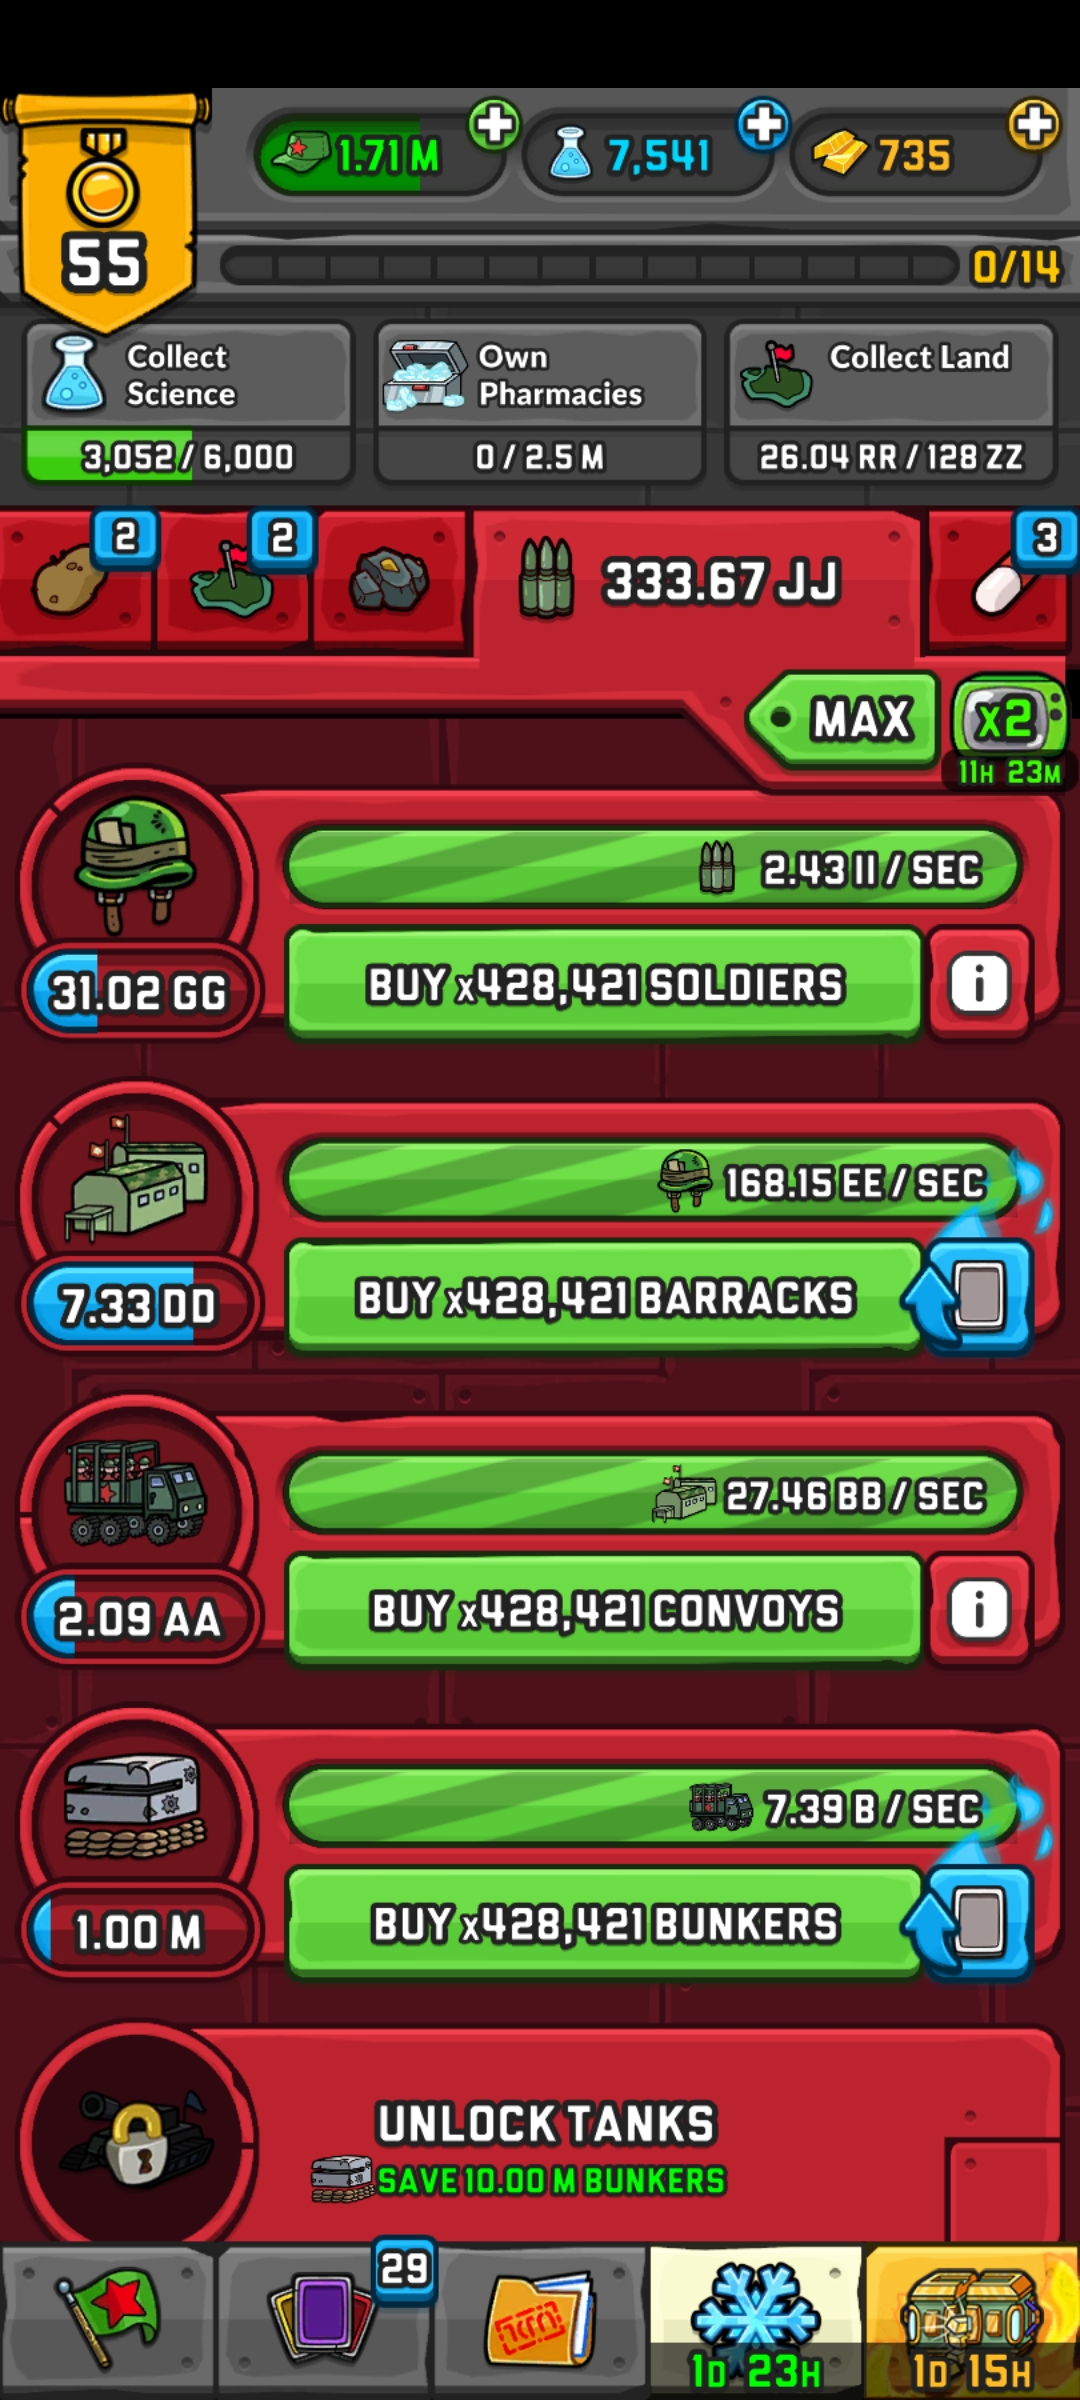 1.71 M
7,541
735
55
0/14
Collect
Science
3,052 / 6,000
Own
Pharmacies
0 / 2.5 M
Collect Land
26.04 RR / 128 ZZ
2
2
333.67 JJ
3
MAX
x2
11H 23M
2.43 II / SEC
31.02 GG
BUY x428,421 SOLDIERS
i
168.15 EE / SEC
7.33 DD
BUY x428,421 BARRACKS
27.46 BB / SEC
2.09 AA
BUY x428,421 CONVOYS
i
7.39 B / SEC
1.00 M
BUY x428,421 BUNKERS
UNLOCK TANKS
SAVE 10.00 M BUNKERS
29
1D 23H
1D 15H